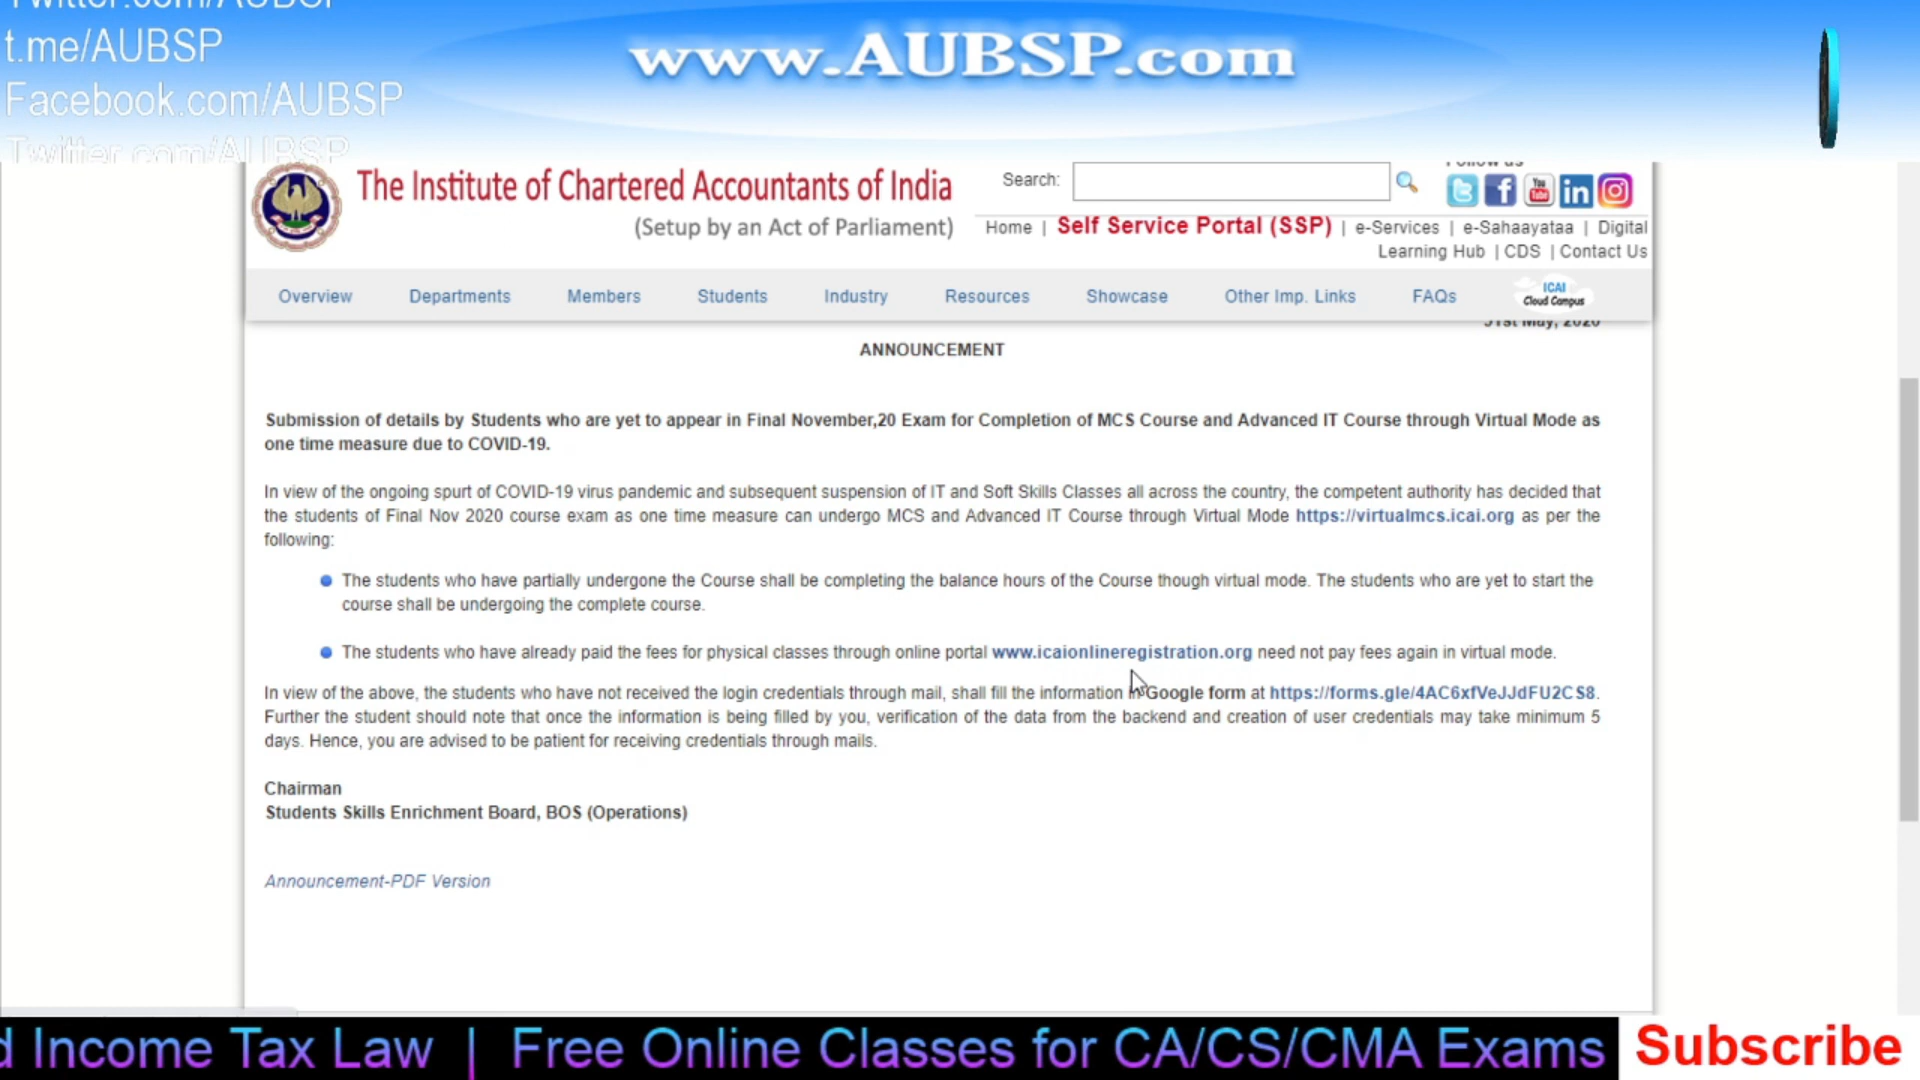 Twitter.com/AUBSP
t.me/AUBSP
Facebook.com/AUBSP
Twitter.com/AUBSP
www.AUBSP.com
The Institute of Chartered Accountants of India
(Setup by an Act of Parliament)
Search:
Follow us
You Tube
Home | Self Service Portal (SSP) | e-Services | e-Sahaayataa | Digital
Learning Hub | CDS | Contact Us
Overview Departments Members Students Industry Resources Showcase Other Imp. Links FAQs ICAI
Cloud Campus
31st May, 2020
ANNOUNCEMENT
Submission of details by Students who are yet to appear in Final November,20 Exam for Completion of MCS Course and Advanced IT Course through Virtual Mode as
one time measure due to COVID-19.
In view of the ongoing spurt of COVID-19 virus pandemic and subsequent suspension of IT and Soft Skills Classes all across the country, the competent authority has decided that
the students of Final Nov 2020 course exam as one time measure can undergo MCS and Advanced IT Course through Virtual Mode https://virtualmcs.icai.org as per the
following:
The students who have partially undergone the Course shall be completing the balance hours of the Course though virtual mode. The students who are yet to start the
course shall be undergoing the complete course.
The students who have already paid the fees for physical classes through online portal www.icaionlineregistration.org need not pay fees again in virtual mode.
In view of the above, the students who have not received the login credentials through mail, shall fill the information in Google form at https://forms.gle/4AC6xfVeJJdFU2CS8.
Further the student should note that once the information is being filled by you, verification of the data from the backend and creation of user credentials may take minimum 5
days. Hence, you are advised to be patient for receiving credentials through mails.
Chairman
Students Skills Enrichment Board, BOS (Operations)
Announcement-PDF Version
d Income Tax Law | Free Online Classes for CA/CS/CMA Exams
Subscribe